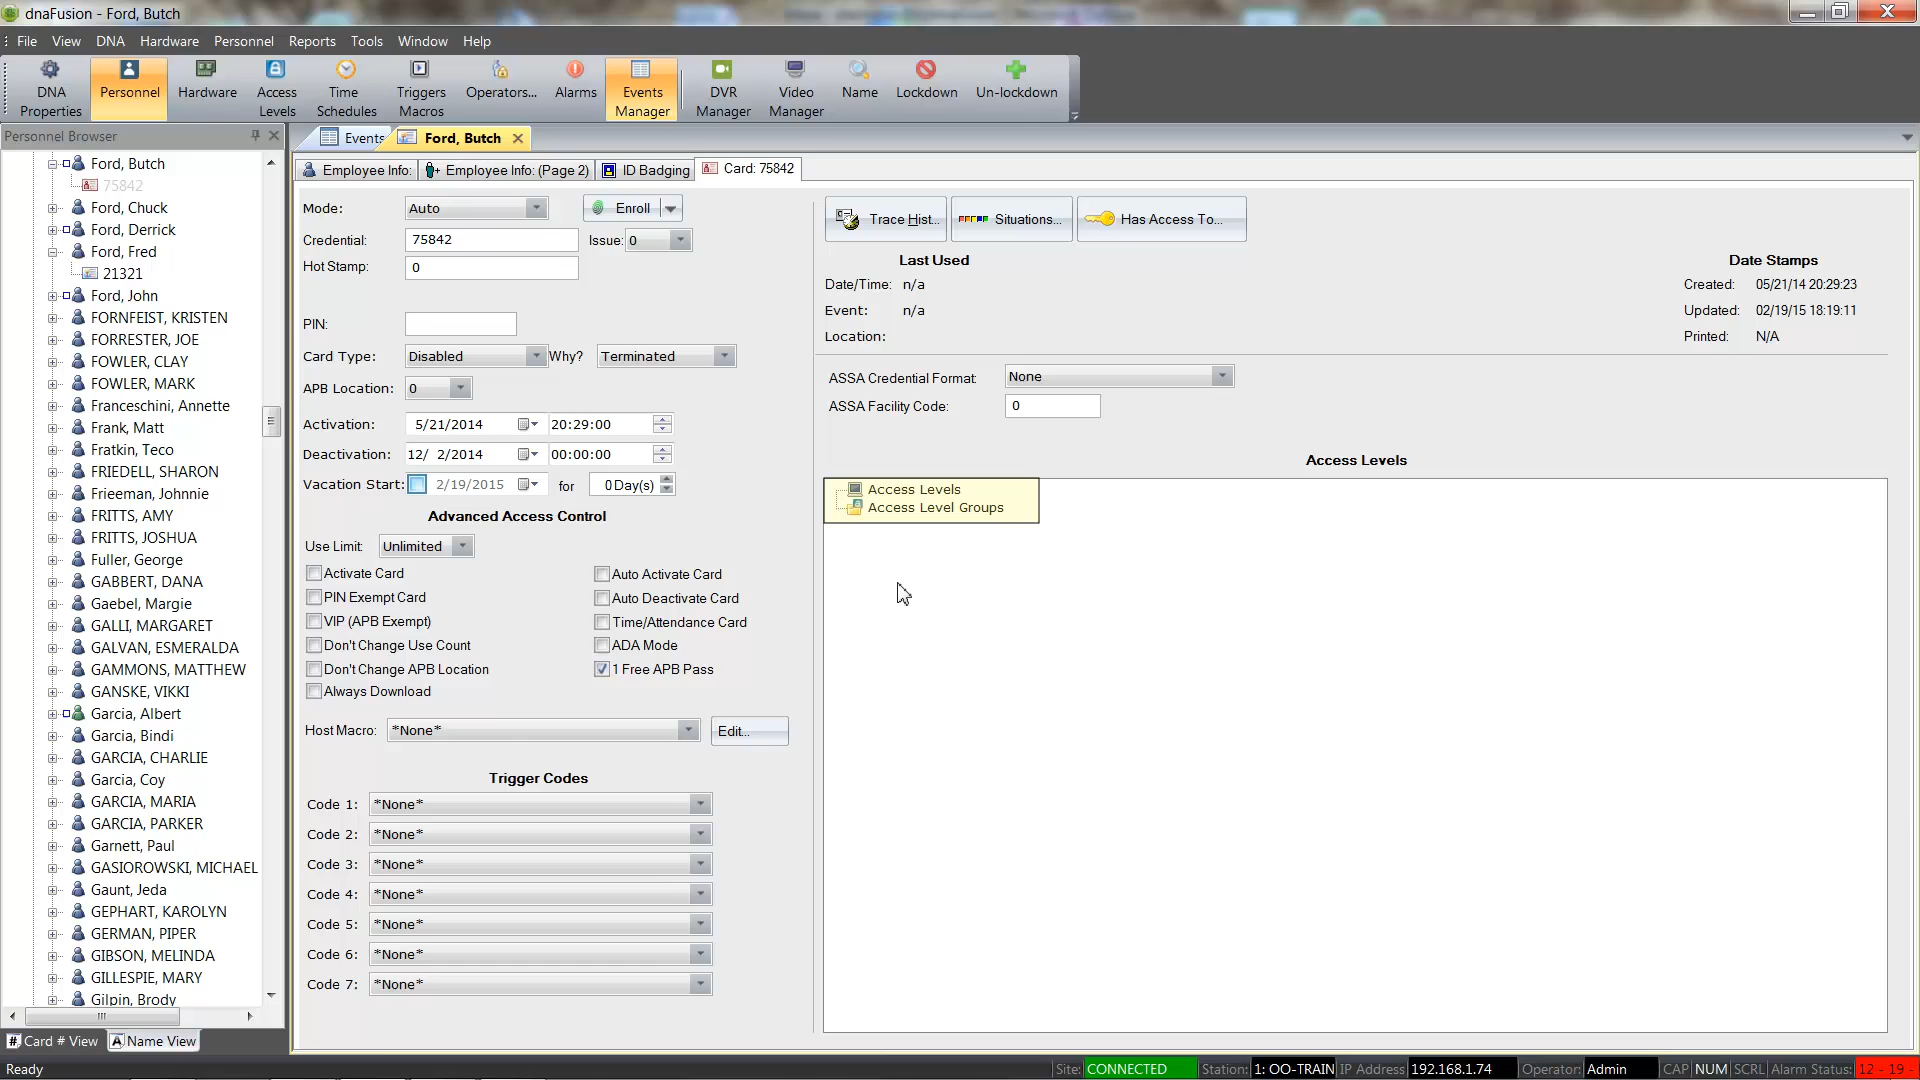 dnaFusion - Ford, Butch
File View DNA Hardware Personnel Reports Tools Window Help
DNA Properties
Personnel
Hardware
Access Levels
Time Schedules
Triggers Macros
Operators...
Alarms
Events Manager
DVR Manager
Video Manager
Name
Lockdown
Un-lockdown
Personnel Browser
Ford, Butch
75842
Ford, Chuck
Ford, Derrick
Ford, Fred
21321
Ford, John
FORNFEIST, KRISTEN
FORRESTER, JOE
FOWLER, CLAY
FOWLER, MARK
Franceschini, Annette
Frank, Matt
Fratkin, Teco
FRIEDELL, SHARON
Frieeman, Johnnie
FRITTS, AMY
FRITTS, JOSHUA
Fuller, George
GABBERT, DANA
Gaebel, Margie
GALLI, MARGARET
GALVAN, ESMERALDA
GAMMONS, MATTHEW
GANSKE, VIKKI
Garcia, Albert
Garcia, Bindi
GARCIA, CHARLIE
Garcia, Coy
GARCIA, MARIA
GARCIA, PARKER
Garnett, Paul
GASIOROWSKI, MICHAEL
Gaunt, Jeda
GEPHART, KAROLYN
GERMAN, PIPER
GIBSON, MELINDA
GILLESPIE, MARY
Gilpin, Brody
# Card # View A Name View
Events Ford, Butch
Employee Info: Employee Info: (Page 2) ID Badging Card: 75842
Mode: Auto Enroll
Credential: 75842 Issue: 0
Hot Stamp: 0
PIN:
Card Type: Disabled Why? Terminated
APB Location: 0
Activation: 5/21/2014 20:29:00
Deactivation: 12/ 2/2014 00:00:00
Vacation Start: 2/19/2015 for 0 Day(s)
Advanced Access Control
Use Limit: Unlimited
Activate Card Auto Activate Card
PIN Exempt Card Auto Deactivate Card
VIP (APB Exempt) Time/Attendance Card
Don't Change Use Count ADA Mode
Don't Change APB Location 1 Free APB Pass
Always Download
Host Macro: *None* Edit...
Trigger Codes
Code 1: *None*
Code 2: *None*
Code 3: *None*
Code 4: *None*
Code 5: *None*
Code 6: *None*
Code 7: *None*
Trace Hist... Situations... Has Access To...
Last Used Date Stamps
Date/Time: n/a Created: 05/21/14 20:29:23
Event: n/a Updated: 02/19/15 18:19:11
Location: Printed: N/A
ASSA Credential Format: None
ASSA Facility Code: 0
Access Levels
Access Levels
Access Level Groups
Ready Site: CONNECTED Station: 1: OO-TRAIN IP Address 192.168.1.74 Operator: Admin CAP NUM SCRL Alarm Status: 12 - 19 -